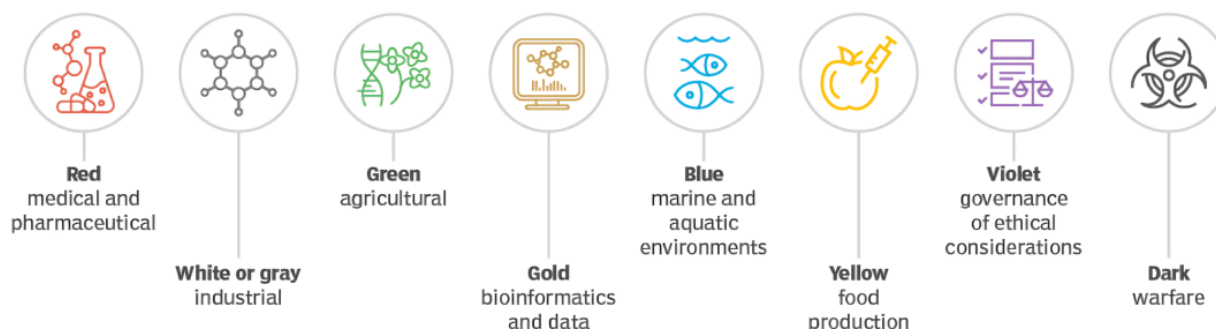 Red
medical and
pharmaceutical
White or gray
industrial
Green
agricultural
Gold
bioinformatics
and data
Blue
marine and
aquatic
environments
Yellow
food
production
Violet
governance
of ethical
considerations
Dark
warfare